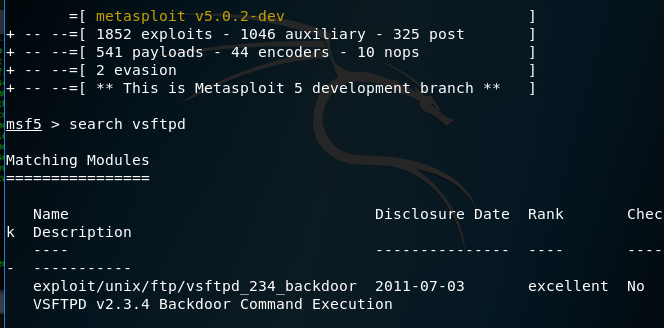 =[ metasploit v5.0.2-dev ]
+ -- --=[ 1852 exploits - 1046 auxiliary - 325 post ]
+ -- --=[ 541 payloads - 44 encoders - 10 nops ]
+ -- --=[ 2 evasion ]
+ -- --=[ ** This is Metasploit 5 development branch ** ]
msf5 > search vsftpd
Matching Modules
================
Name Disclosure Date Rank Chec
k Description
---- --------------- ---- ----
- -----------
exploit/unix/ftp/vsftpd_234_backdoor 2011-07-03 excellent No
VSFTPD v2.3.4 Backdoor Command Execution